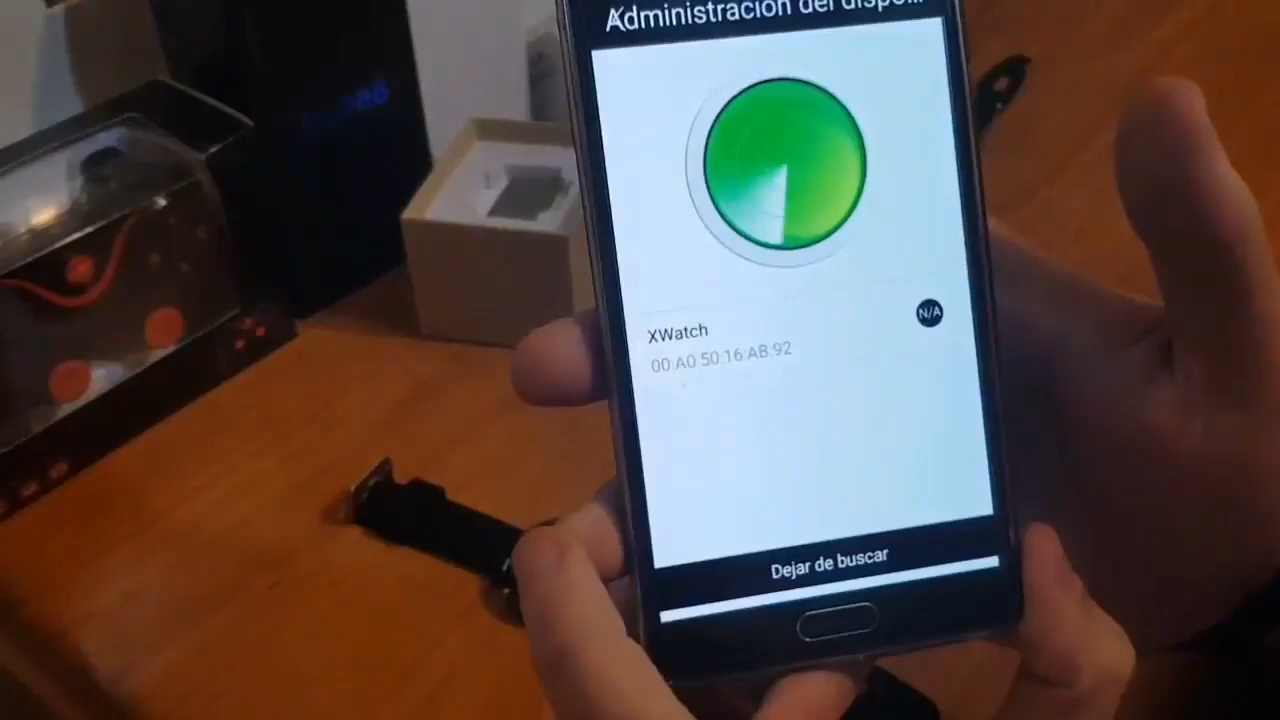 Administración del dispo...
N/A
XWatch
00:A0:50:16:AB:92
Dejar de buscar